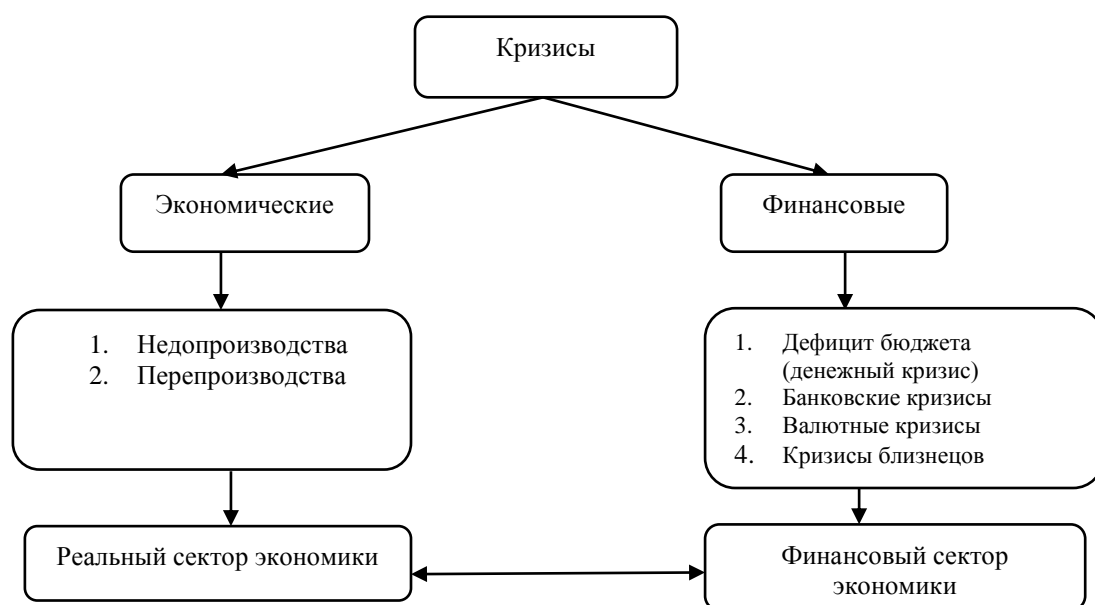 Кризисы
Экономические
Финансовые
1. Недопроизводства
2. Перепроизводства
1. Дефицит бюджета
(денежный кризис)
2. Банковские кризисы
3. Валютные кризисы
4. Кризисы близнецов
Реальный сектор экономики
Финансовый сектор
экономики